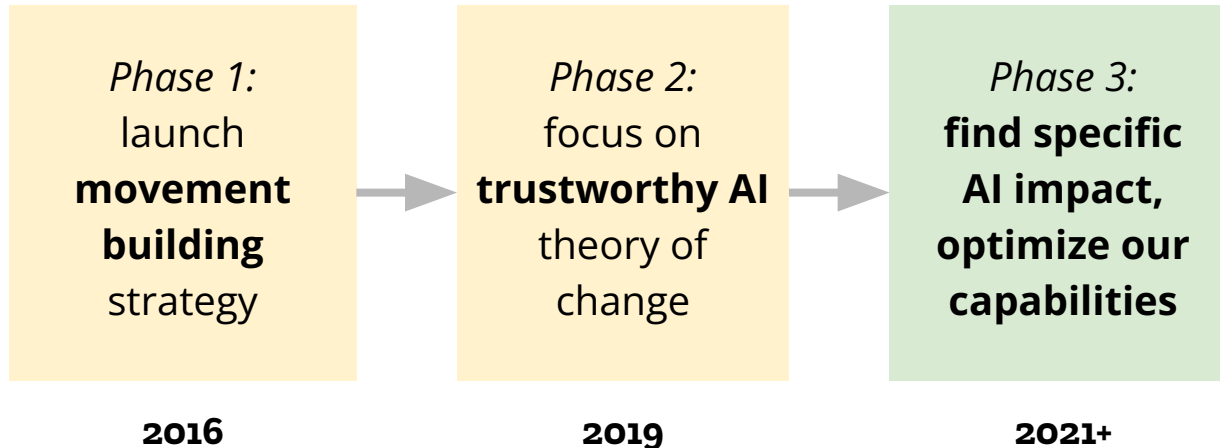 Phase 1:
launch
movement
building
strategy
2016
Phase 2:
focus on
trustworthy AI
theory of
change
2019
Phase 3:
find specific
AI impact,
optimize our
capabilities
2021+